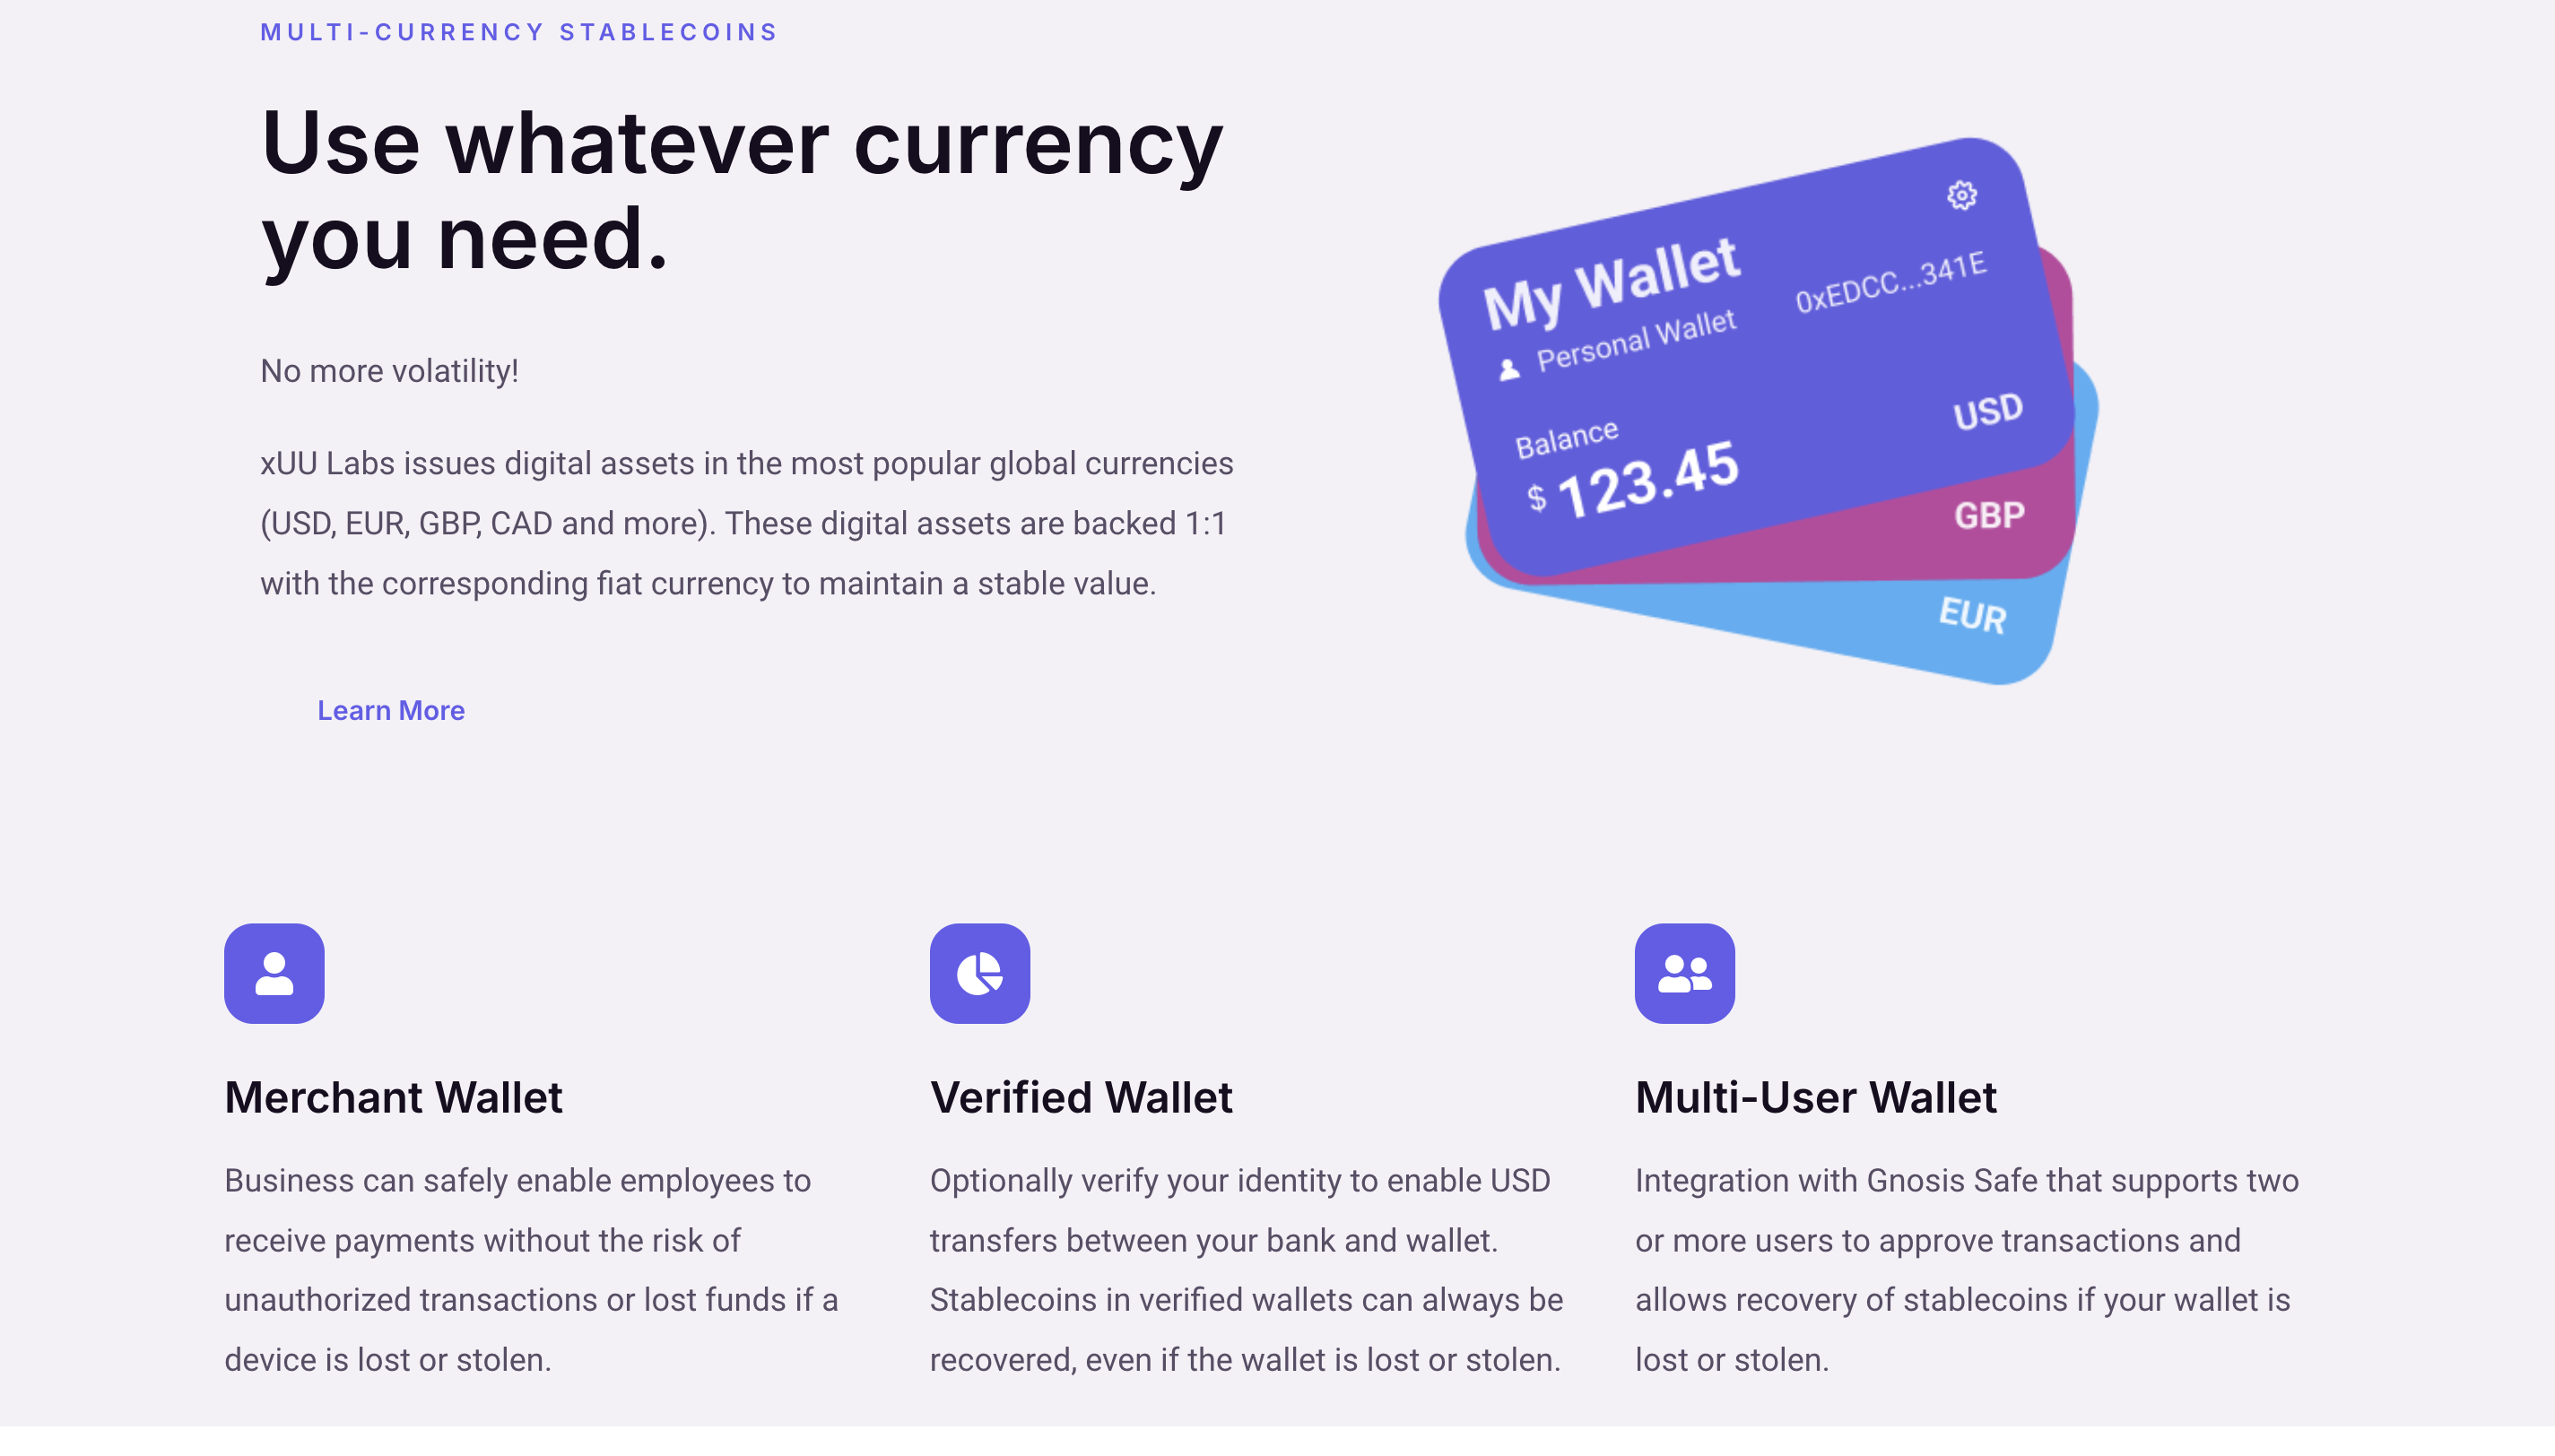 MULTI-CURRENCY STABLECOINS
Use whatever currency
you need.
No more volatility!
xUU Labs issues digital assets in the most popular global currencies
(USD, EUR, GBP, CAD and more). These digital assets are backed 1:1
with the corresponding fiat currency to maintain a stable value.
Learn More
My Wallet
Personal Wallet
0xEDCC...341E
Balance
$ 123.45
USD
GBP
EUR
Merchant Wallet
Business can safely enable employees to
receive payments without the risk of
unauthorized transactions or lost funds if a
device is lost or stolen.
Verified Wallet
Optionally verify your identity to enable USD
transfers between your bank and wallet.
Stablecoins in verified wallets can always be
recovered, even if the wallet is lost or stolen.
Multi-User Wallet
Integration with Gnosis Safe that supports two
or more users to approve transactions and
allows recovery of stablecoins if your wallet is
lost or stolen.